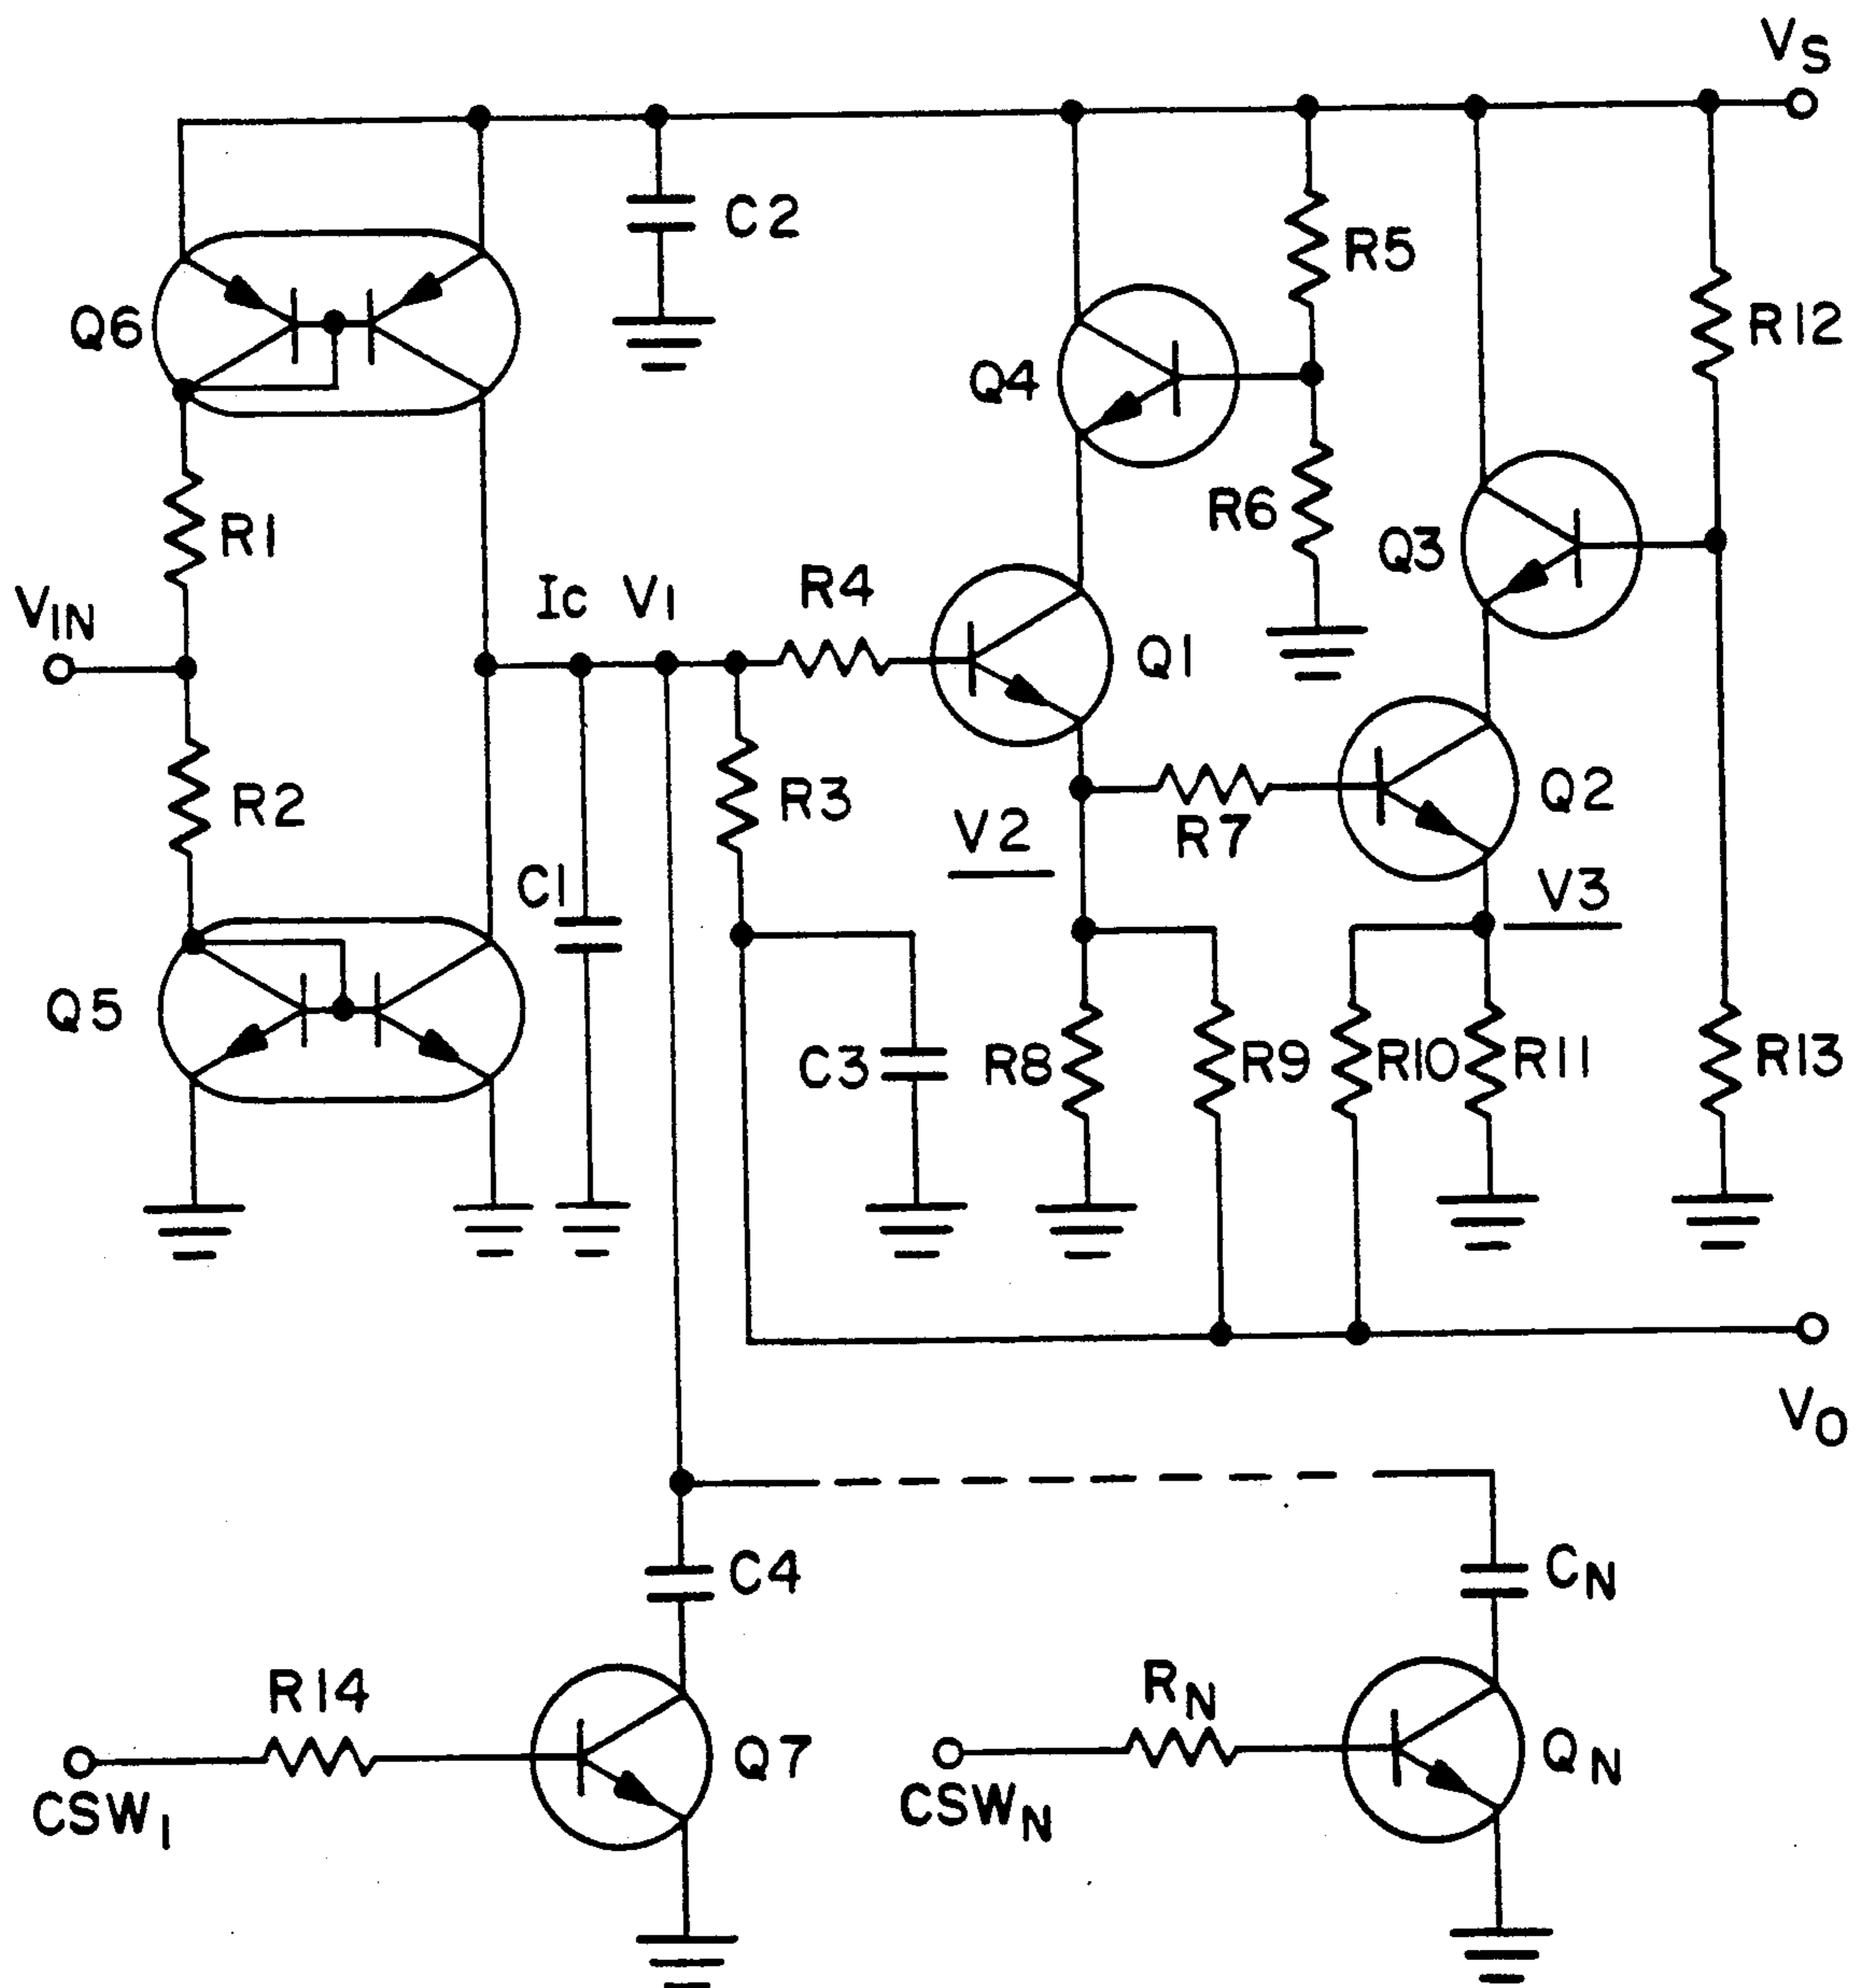 VS
C2
R5
Q6
R12
Q4
R6
R1
Q3
Ic V1
R4
VIN
Q1
R3
Q2
R2
V2
R7
C1
V3
Q5
C3
R8
R9
R10
R11
R13
VO
C4
CN
R14
RN
Q7
QN
CSW1
CSWN